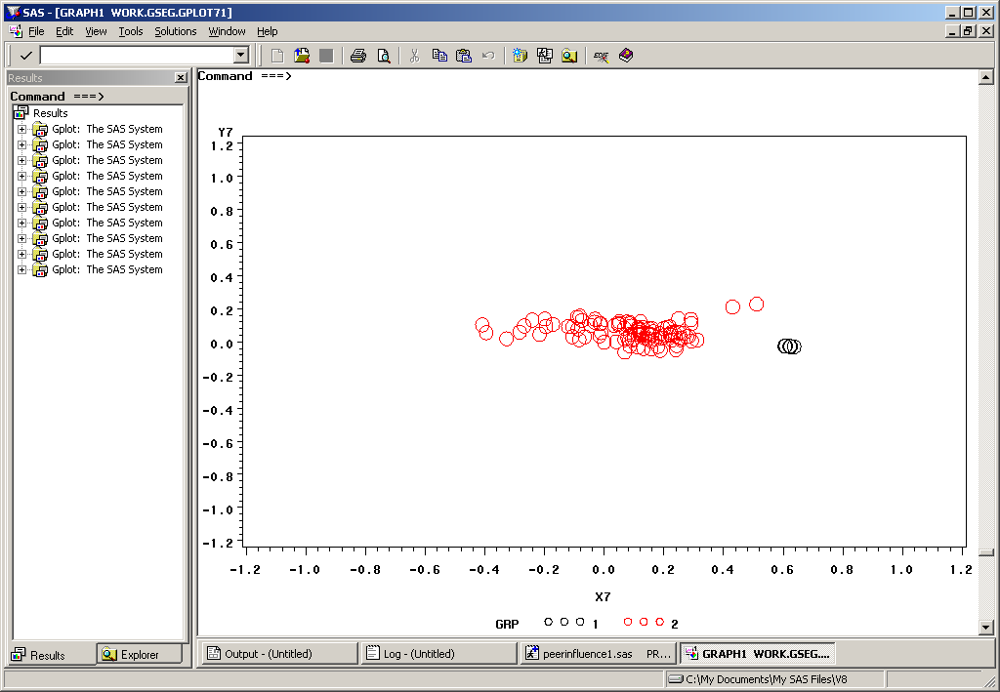 SAS - [GRAPH1 WORK.GSEG.GPLOT71]
File Edit View Tools Solutions Window Help
Results
Command ===>
Results
Gplot: The SAS System
Gplot: The SAS System
Gplot: The SAS System
Gplot: The SAS System
Gplot: The SAS System
Gplot: The SAS System
Gplot: The SAS System
Gplot: The SAS System
Gplot: The SAS System
Gplot: The SAS System
Results Explorer
Command ===>
Y7
1.2
1.0
0.8
0.6
0.4
0.2
0.0
-0.2
-0.4
-0.6
-0.8
-1.0
-1.2
-1.2 -1.0 -0.8 -0.6 -0.4 -0.2 0.0 0.2 0.4 0.6 0.8 1.0 1.2
X7
GRP 1 2
Output - (Untitled) Log - (Untitled) peerinfluence1.sas PR... GRAPH1 WORK.GSEG....
C:\My Documents\My SAS Files\V8